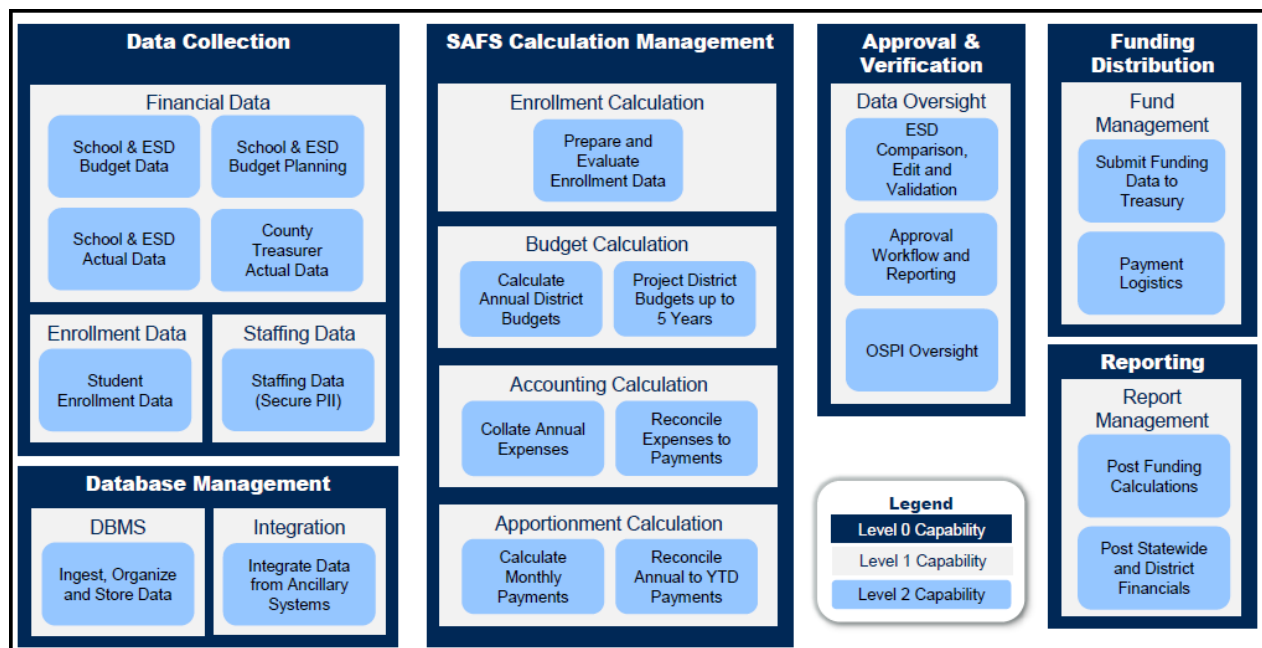 Data Collection
Financial Data
School & ESD
Budget Data
School & ESD
Budget Planning
School & ESD
Actual Data
County
Treasurer
Actual Data
Enrollment Data
Student
Enrollment Data
Staffing Data
Staffing Data
(Secure PII)
Database Management
DBMS
Ingest, Organize
and Store Data
Integration
Integrate Data
from Ancillary
Systems
SAFS Calculation Management
Enrollment Calculation
Prepare and
Evaluate
Enrollment Data
Budget Calculation
Calculate
Annual District
Budgets
Project District
Budgets up to
5 Years
Accounting Calculation
Collate Annual
Expenses
Reconcile
Expenses to
Payments
Apportionment Calculation
Calculate
Monthly
Payments
Reconcile
Annual to YTD
Payments
Approval &
Verification
Data Oversight
ESD
Comparison,
Edit and
Validation
Approval
Workflow and
Reporting
OSPI Oversight
Legend
Level 0 Capability
Level 1 Capability
Level 2 Capability
Funding
Distribution
Fund
Management
Submit Funding
Data to
Treasury
Payment
Logistics
Reporting
Report
Management
Post Funding
Calculations
Post Statewide
and District
Financials